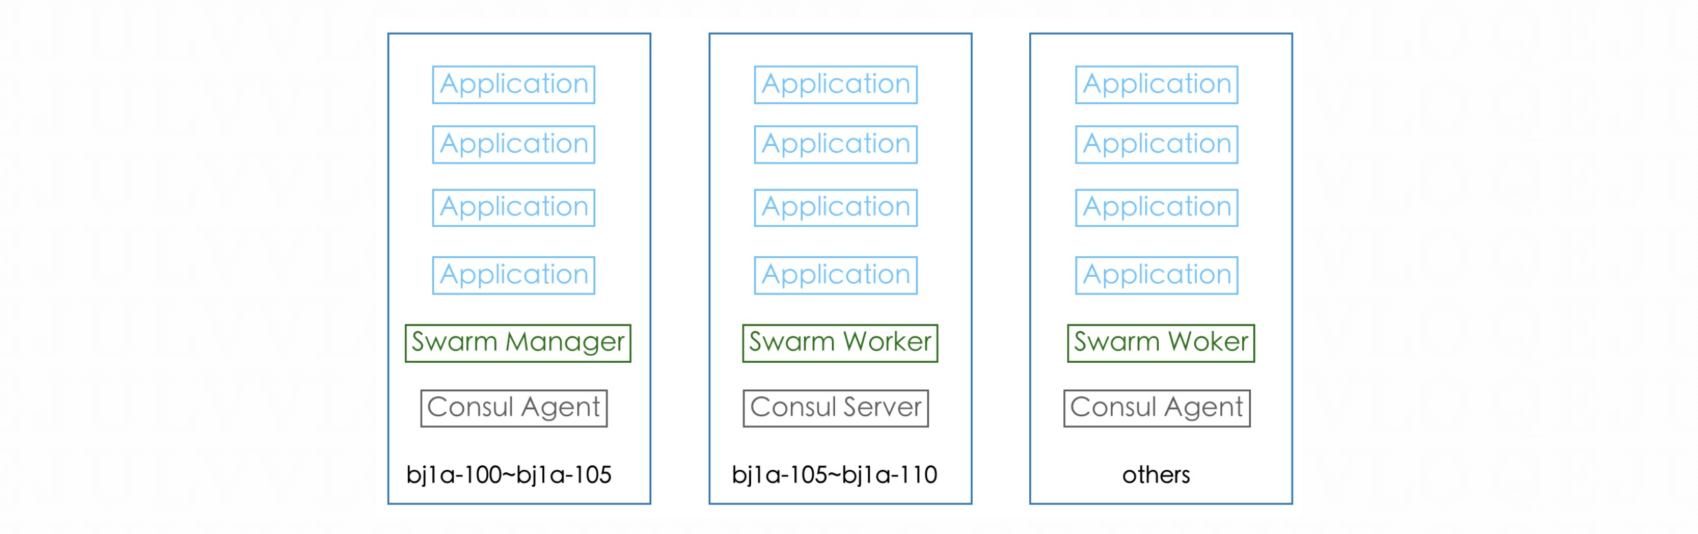 Application
Application
Application
Application
Swarm Manager
Consul Agent
bj1a-100~bj1a-105
Application
Application
Application
Application
Swarm Worker
Consul Server
bj1a-105~bj1a-110
Application
Application
Application
Application
Swarm Woker
Consul Agent
others